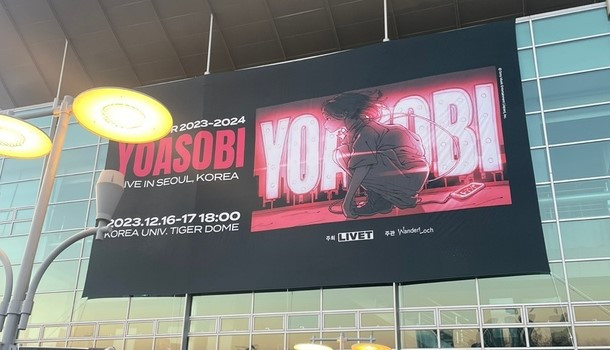 R 2023-2024
YOASOBI
LIVE IN SEOUL, KOREA
2023.12.16-17 18:00
KOREA UNIV. TIGER DOME
YOASOBI
주최 LIVET 주관 Wanderloch